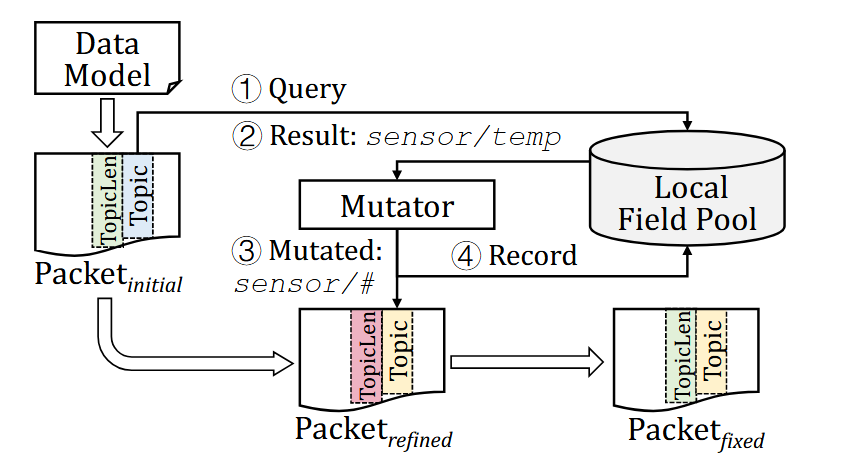 Data
Model
① Query
② Result: sensor/temp
TopicLen
Topic
Local
Field Pool
Mutator
Packet initial
③ Mutated:
sensor/#
④ Record
TopicLen
Topic
TopicLen
Topic
Packet refined
Packet fixed